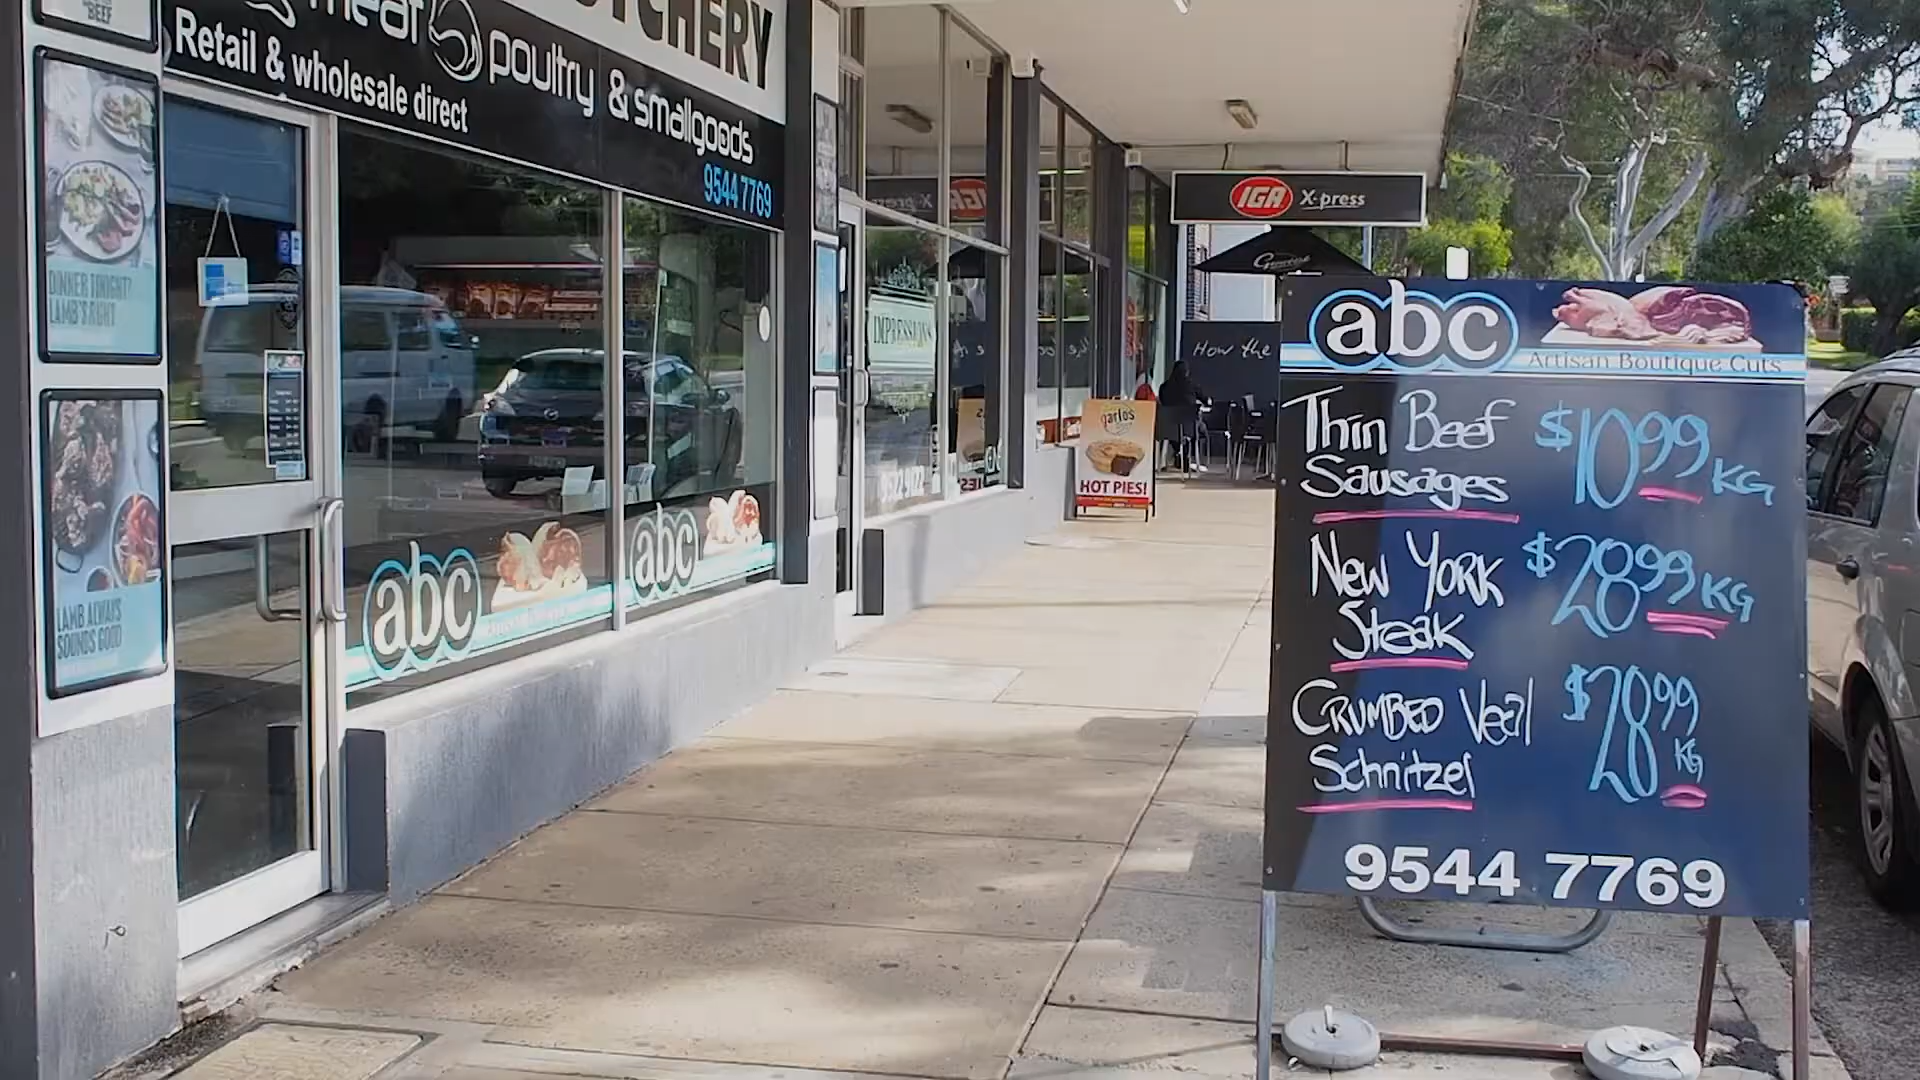 BEEF
meat poultry & smallgoods
Retail & wholesale direct
9544 7769
DINNER TONIGHT?
LAMB'S RIGHT
LAMB ALWAYS
SOUNDS GOOD
abc
abc
IMPRESSIONS
IGA X-press
How the
HOT PIES!
abc
Artisan Boutique Cuts
Thin Beef $10.99 KG
Sausages
New York $28.99 KG
Steak
Crumbed Veal $28.99
Schnitzel KG
9544 7769